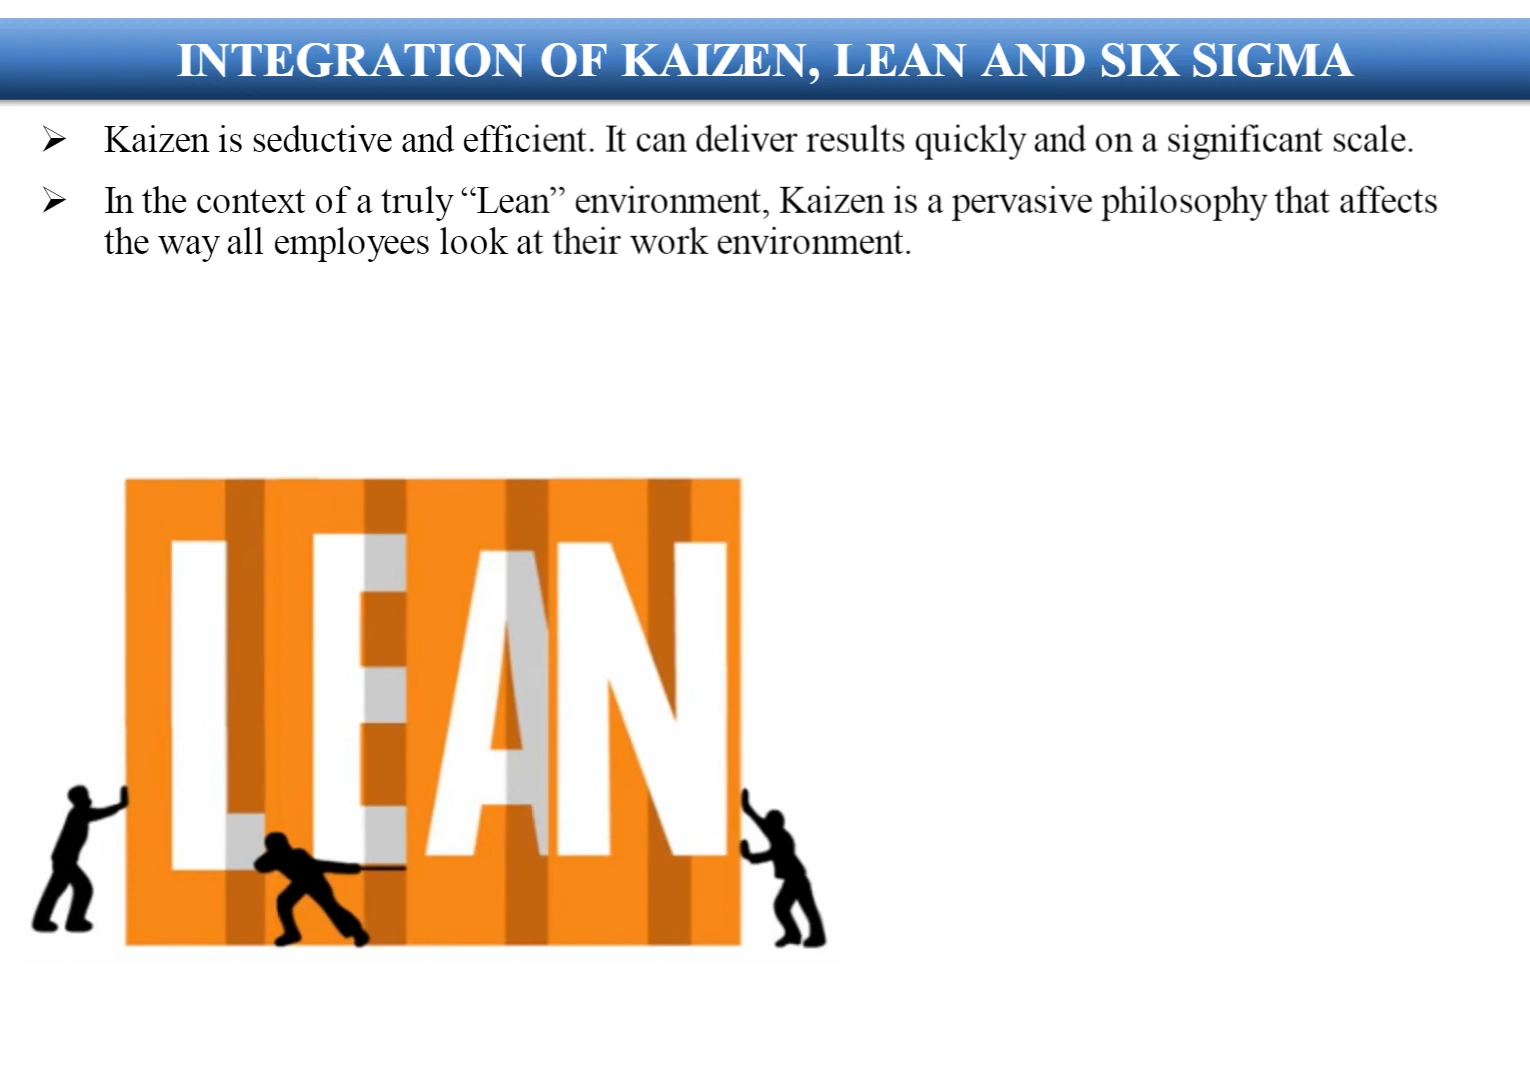 INTEGRATION OF KAIZEN, LEAN AND SIX SIGMA
➢ Kaizen is seductive and efficient. It can deliver results quickly and on a significant scale.
➢ In the context of a truly “Lean” environment, Kaizen is a pervasive philosophy that affects
the way all employees look at their work environment.
LEAN